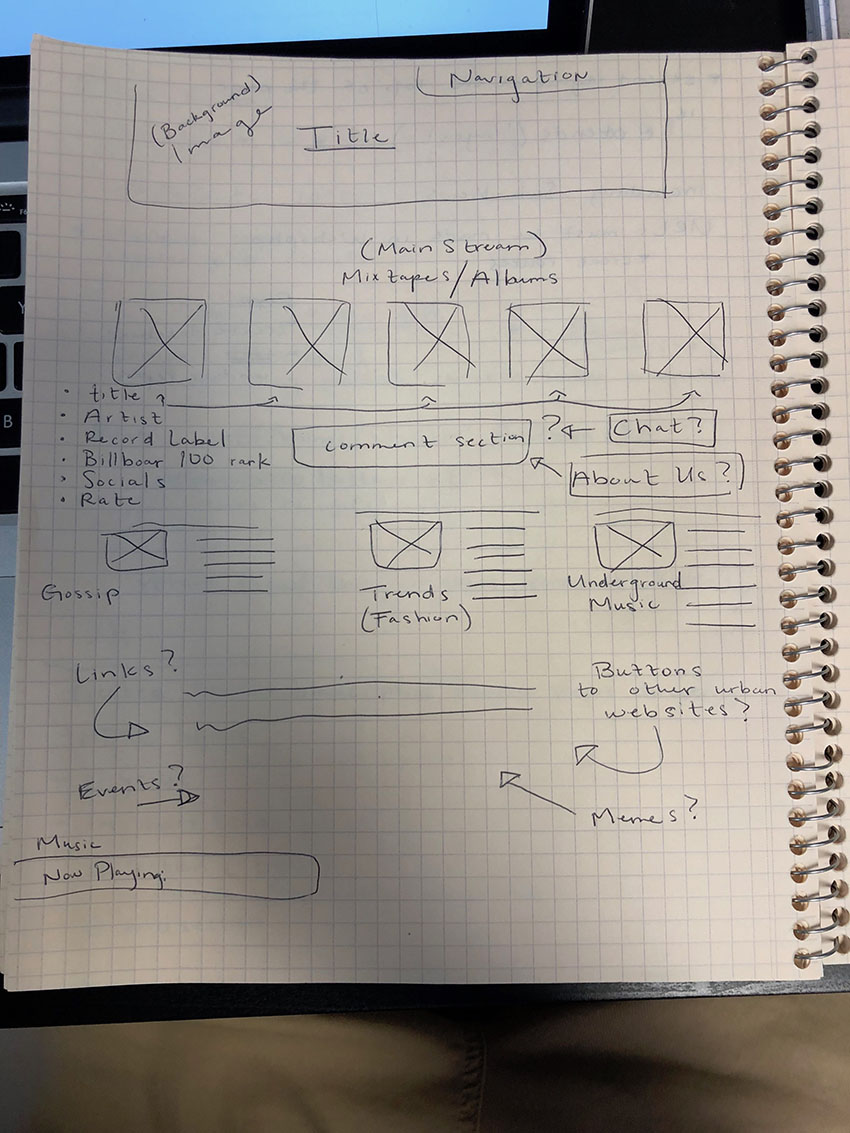 Navigation
(Background)
Image
Title
(Main Stream)
Mixtapes/Albums
• title
• Artist
• Record Label
• Billboar 100 rank
• Socials
• Rate
comment section ?
Chat?
About Us?
Gossip
Trends
(Fashion)
Underground
Music
Links?
Buttons
to other urban
websites?
Events?
Memes?
Music
Now Playing: